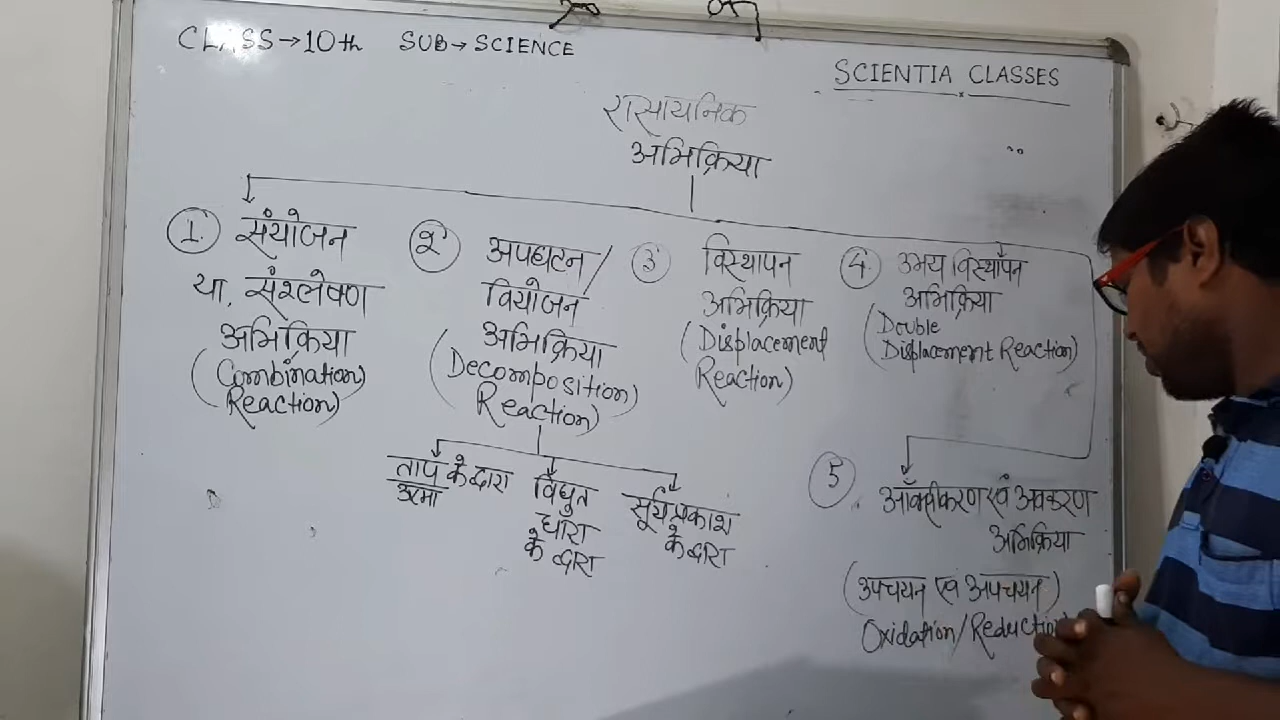 CLASS→10th SUB→SCIENCE
SCIENTIA CLASSES
रासायनिक
अभिक्रिया
1. संयोजन
या, संश्लेषण
अभिक्रिया
(Combination)
Reaction)
2 अपघटन/
वियोजन
अभिक्रिया
(Decomposition)
Reaction)
3 विस्थापन
अभिक्रिया
(Displacement
Reaction)
4. उभय विस्थापन
अभिक्रिया
(Double
Displacement Reaction)
ताप के द्वारा
उष्मा
विधुत
धारा
के द्वारा
सूर्यप्रकाश
के द्वारा
5
ऑक्सीकरण एवं अवकरण
अभिक्रिया
(उपचयन एवं अपचयन)
Oxidation/Reduction